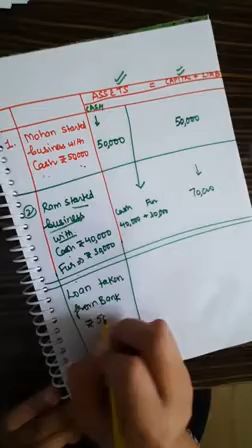 ASSETS = CAPITAL + LIAB
CASH
1. Mohan started
business with
Cash ₹ 50,000
50,000
50,000
2 Ram started
business
with
Cash ₹ 40,000
Fur ⇒ ₹ 30,000
Cash Fur
40,000 + 30,000
70,000
Loan taken
from Bank
₹ 5